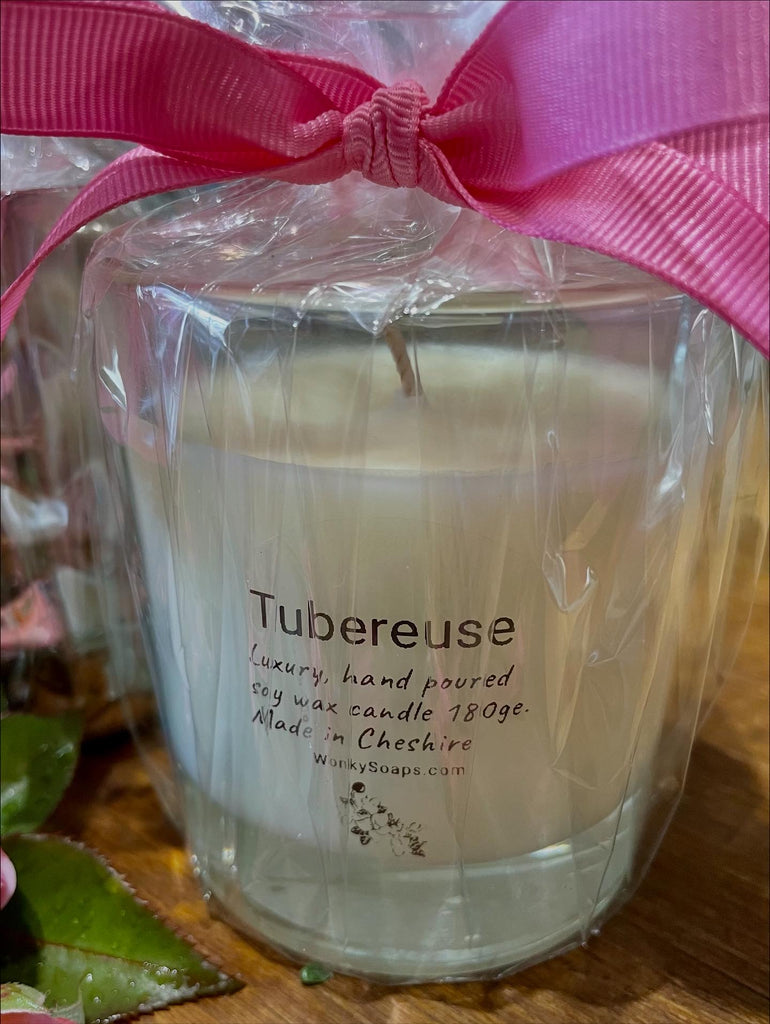 Tubereuse
Luxury, hand poured
soy wax candle 180ge.
Made in Cheshire
WonkySoaps.com